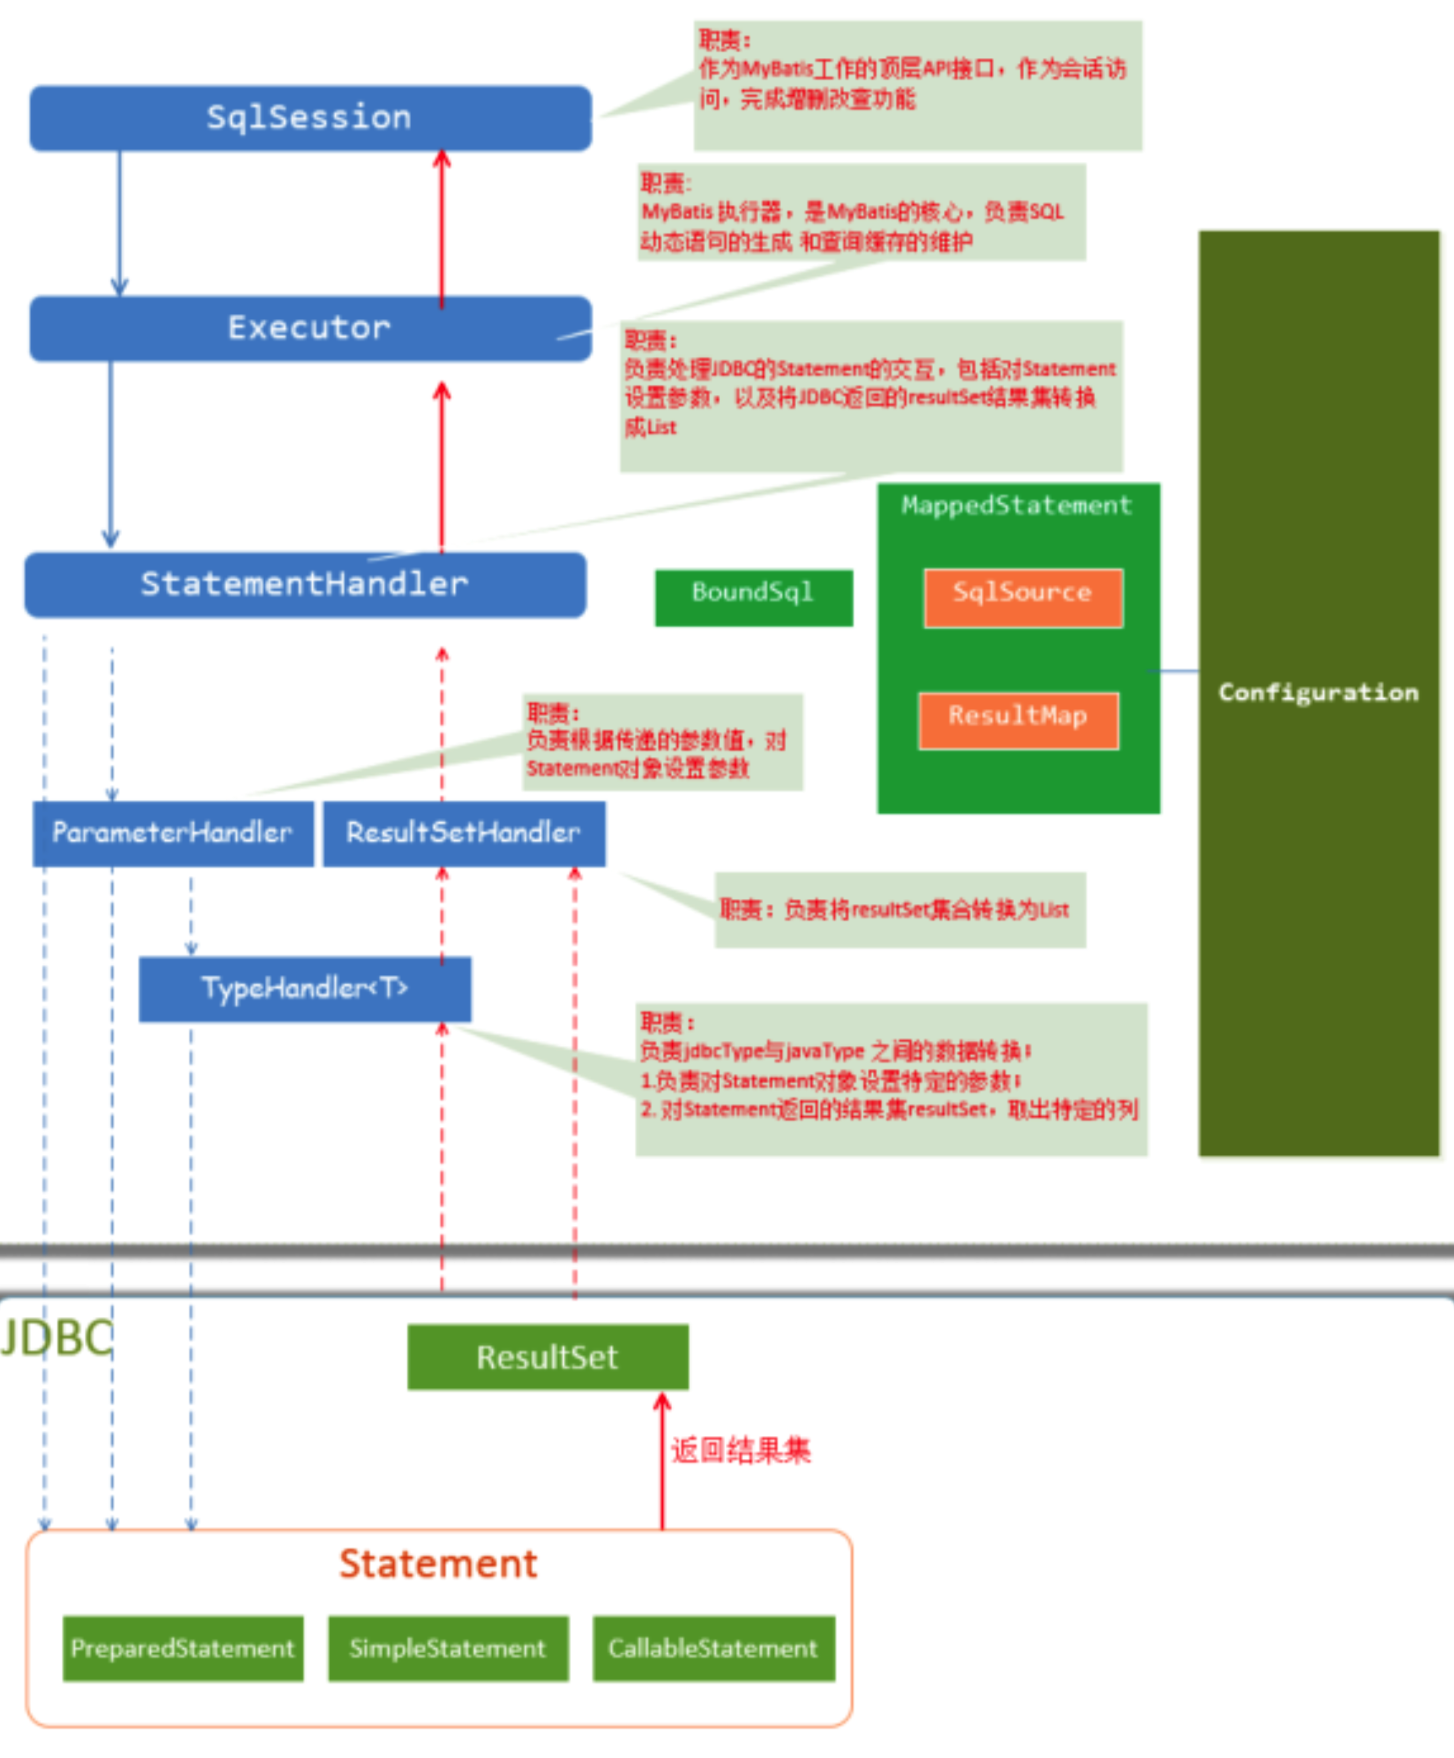 职责：
作为MyBatis工作的顶层API接口，作为会话访
问，完成增删改查功能
SqlSession
职责:
MyBatis 执行器，是MyBatis的核心，负责SQL
动态语句的生成 和查询缓存的维护
Executor
职责：
负责处理JDBC的Statement的交互，包括对Statement
设置参数，以及将JDBC返回的resultSet结果集转换
成List
MappedStatement
StatementHandler
BoundSql
SqlSource
Configuration
ResultMap
职责：
负责根据传递的参数值，对
Statement对象设置参数
ParameterHandler
ResultSetHandler
职责：负责将resultSet集合转换为List
TypeHandler<T>
职责：
负责jdbcType与javaType 之间的数据转换；
1.负责对Statement对象设置特定的参数；
2. 对Statement返回的结果集resultSet，取出特定的列
JDBC
ResultSet
返回结果集
Statement
PreparedStatement
SimpleStatement
CallableStatement